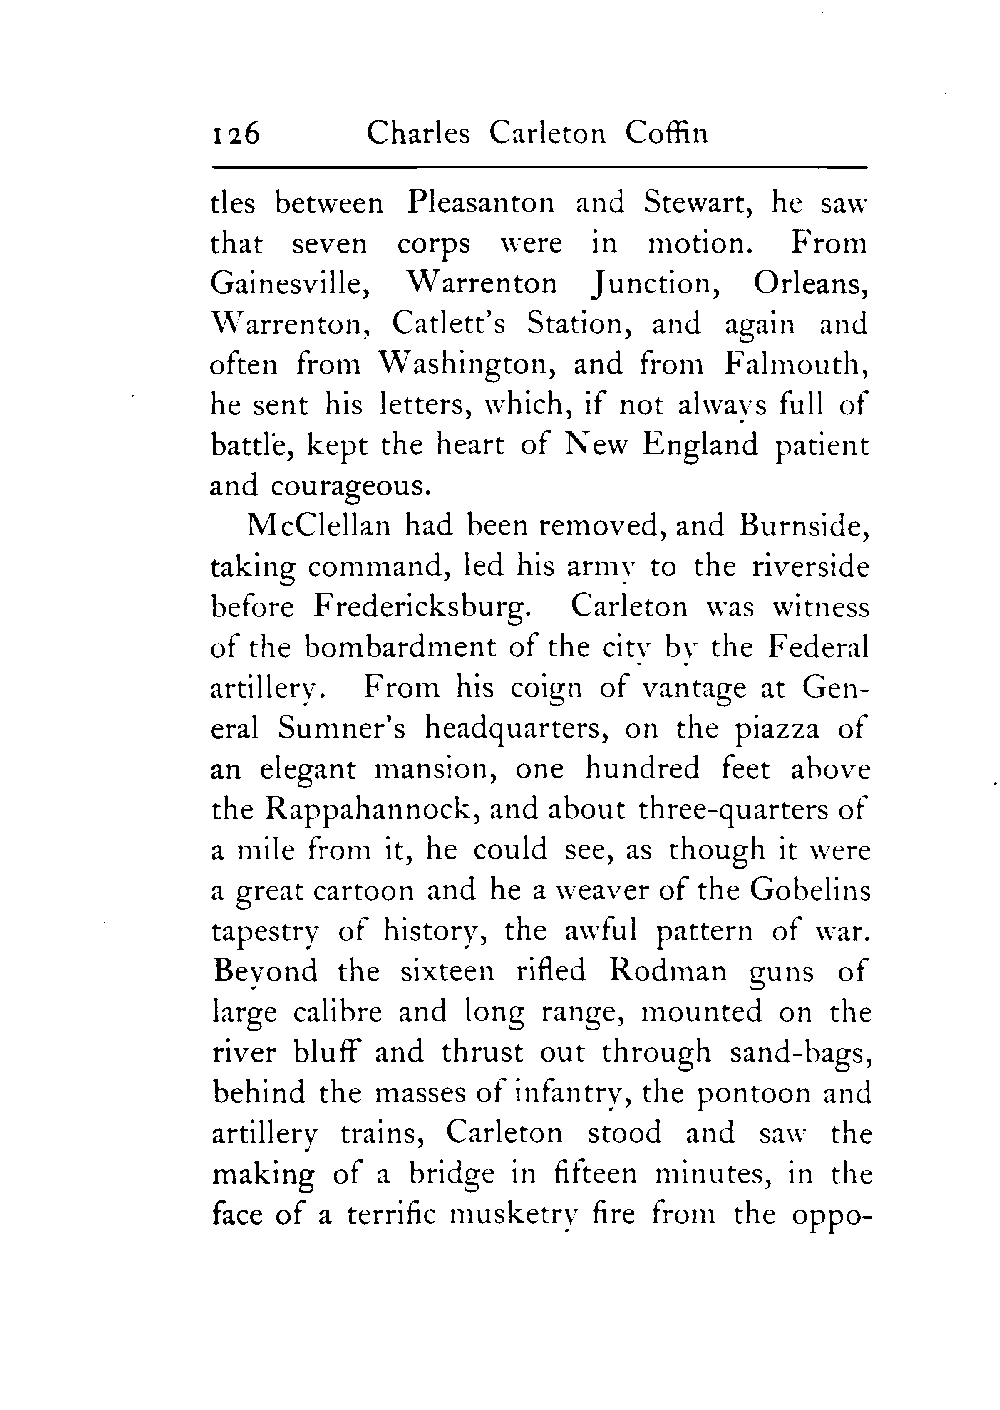 126 Charles Carleton Coffin
tles between Pleasanton and Stewart, he saw
that seven corps were in motion. From
Gainesville, Warrenton Junction, Orleans,
Warrenton, Catlett's Station, and again and
often from Washington, and from Falmouth,
he sent his letters, which, if not always full of
battle, kept the heart of New England patient
and courageous.
McClellan had been removed, and Burnside,
taking command, led his army to the riverside
before Fredericksburg. Carleton was witness
of the bombardment of the city by the Federal
artillery. From his coign of vantage at Gen-
eral Sumner's headquarters, on the piazza of
an elegant mansion, one hundred feet above
the Rappahannock, and about three-quarters of
a mile from it, he could see, as though it were
a great cartoon and he a weaver of the Gobelins
tapestry of history, the awful pattern of war.
Beyond the sixteen rifled Rodman guns of
large calibre and long range, mounted on the
river bluff and thrust out through sand-bags,
behind the masses of infantry, the pontoon and
artillery trains, Carleton stood and saw the
making of a bridge in fifteen minutes, in the
face of a terrific musketry fire from the oppo-